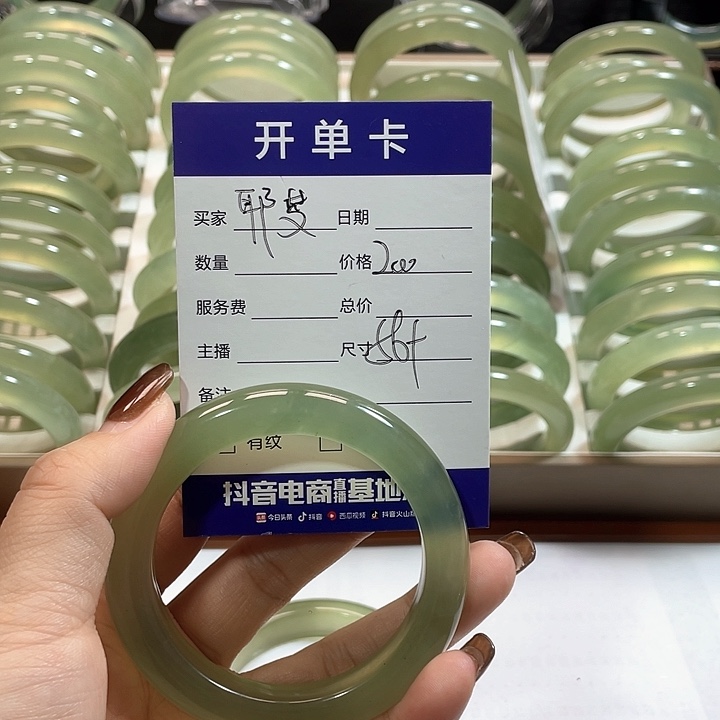 开单卡
买家 日期
数量 价格 200
服务费 总价
主播 尺寸 56
备注
有纹
抖音电商直播基地
今日头条 抖音 西瓜视频 抖音火山